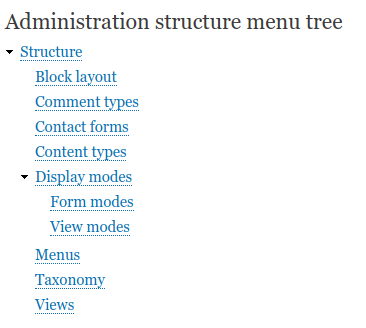 Administration structure menu tree
Structure
Block layout
Comment types
Contact forms
Content types
Display modes
Form modes
View modes
Menus
Taxonomy
Views